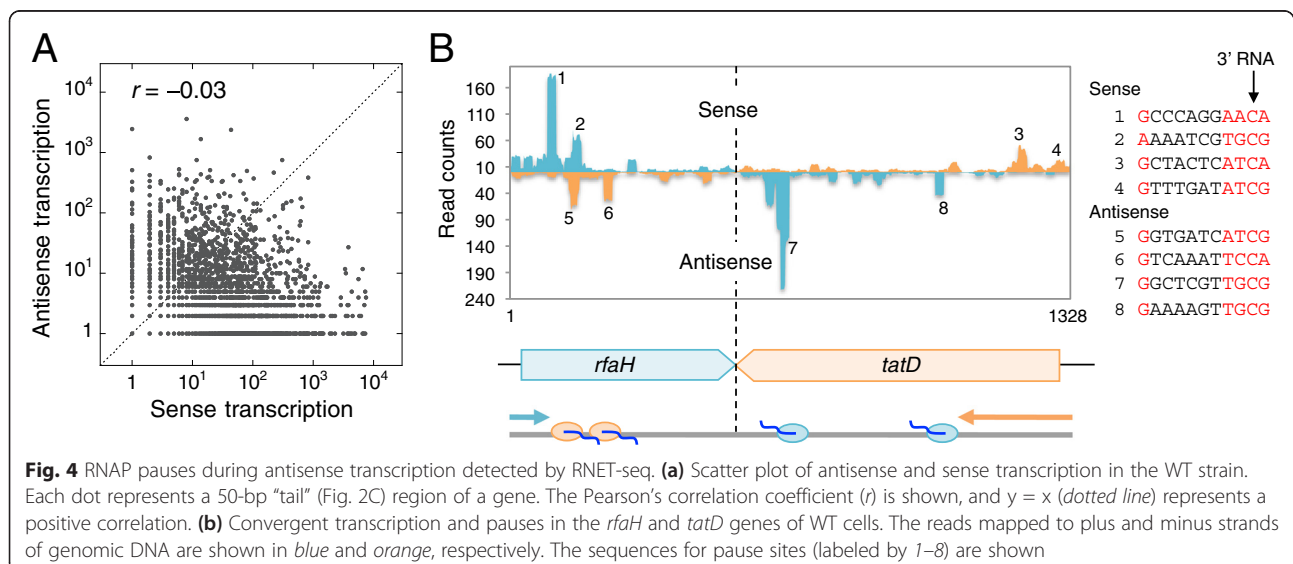 A
r = −0.03
10⁴
10³
10²
10¹
1
Antisense transcription
1 10¹ 10² 10³ 10⁴
Sense transcription
B
160
110
60
10
40
90
140
190
240
Read counts
1
2
3
4
5
6
7
8
Sense
Antisense
1 1328
rfaH tatD
3' RNA
Sense
1 GCCCAGGAACA
2 AAAATCGTGCG
3 GCTACTCATCA
4 GTTTGATATCG
Antisense
5 GGTGATCATCG
6 GTCAAATTCCA
7 GGCTCGTTGCG
8 GAAAAGTTGCG
Fig. 4 RNAP pauses during antisense transcription detected by RNET-seq. (a) Scatter plot of antisense and sense transcription in the WT strain.
Each dot represents a 50-bp “tail” (Fig. 2C) region of a gene. The Pearson’s correlation coefficient (r) is shown, and y = x (dotted line) represents a
positive correlation. (b) Convergent transcription and pauses in the rfaH and tatD genes of WT cells. The reads mapped to plus and minus strands
of genomic DNA are shown in blue and orange, respectively. The sequences for pause sites (labeled by 1–8) are shown